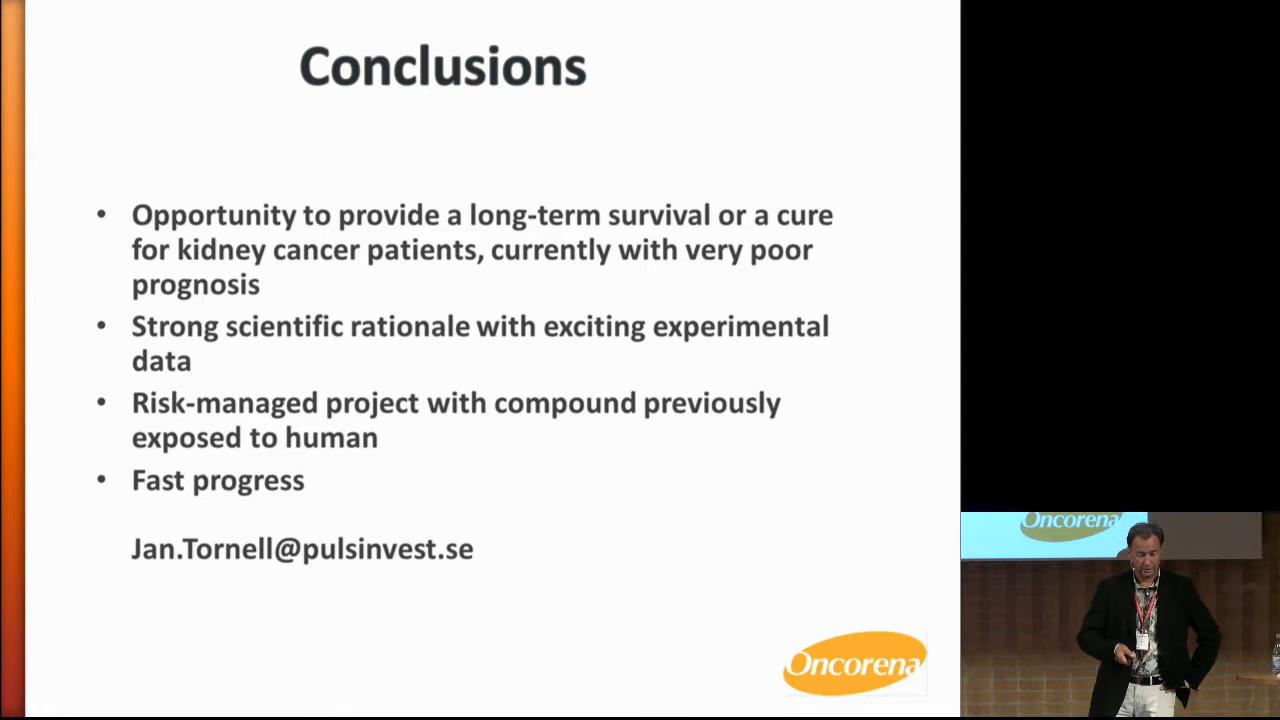 Conclusions
• Opportunity to provide a long-term survival or a cure
for kidney cancer patients, currently with very poor
prognosis
• Strong scientific rationale with exciting experimental
data
• Risk-managed project with compound previously
exposed to human
• Fast progress
Jan.Tornell@pulsinvest.se
Oncorena
Oncorena